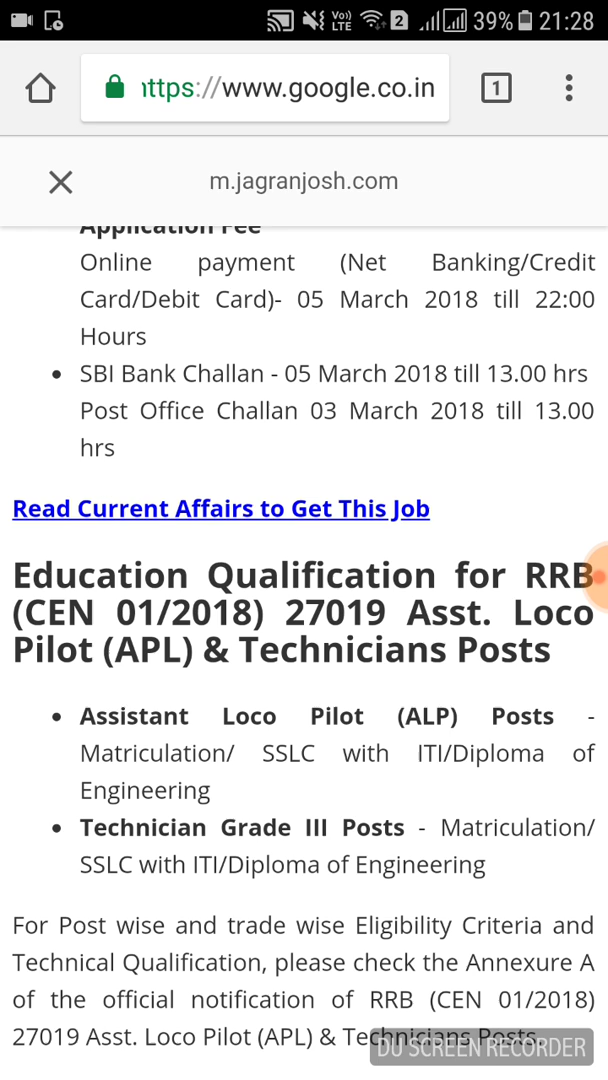 Vo))
LTE
2
39%
21:28
https://www.google.co.in
1
m.jagranjosh.com
Application Fee
Online payment (Net Banking/Credit
Card/Debit Card)- 05 March 2018 till 22:00
Hours
• SBI Bank Challan - 05 March 2018 till 13.00 hrs
Post Office Challan 03 March 2018 till 13.00
hrs
Read Current Affairs to Get This Job
Education Qualification for RRB
(CEN 01/2018) 27019 Asst. Loco
Pilot (APL) & Technicians Posts
• Assistant Loco Pilot (ALP) Posts -
Matriculation/ SSLC with ITI/Diploma of
Engineering
• Technician Grade III Posts - Matriculation/
SSLC with ITI/Diploma of Engineering
For Post wise and trade wise Eligibility Criteria and
Technical Qualification, please check the Annexure A
of the official notification of RRB (CEN 01/2018)
27019 Asst. Loco Pilot (APL) & Technicians Posts.
DU SCREEN RECORDER